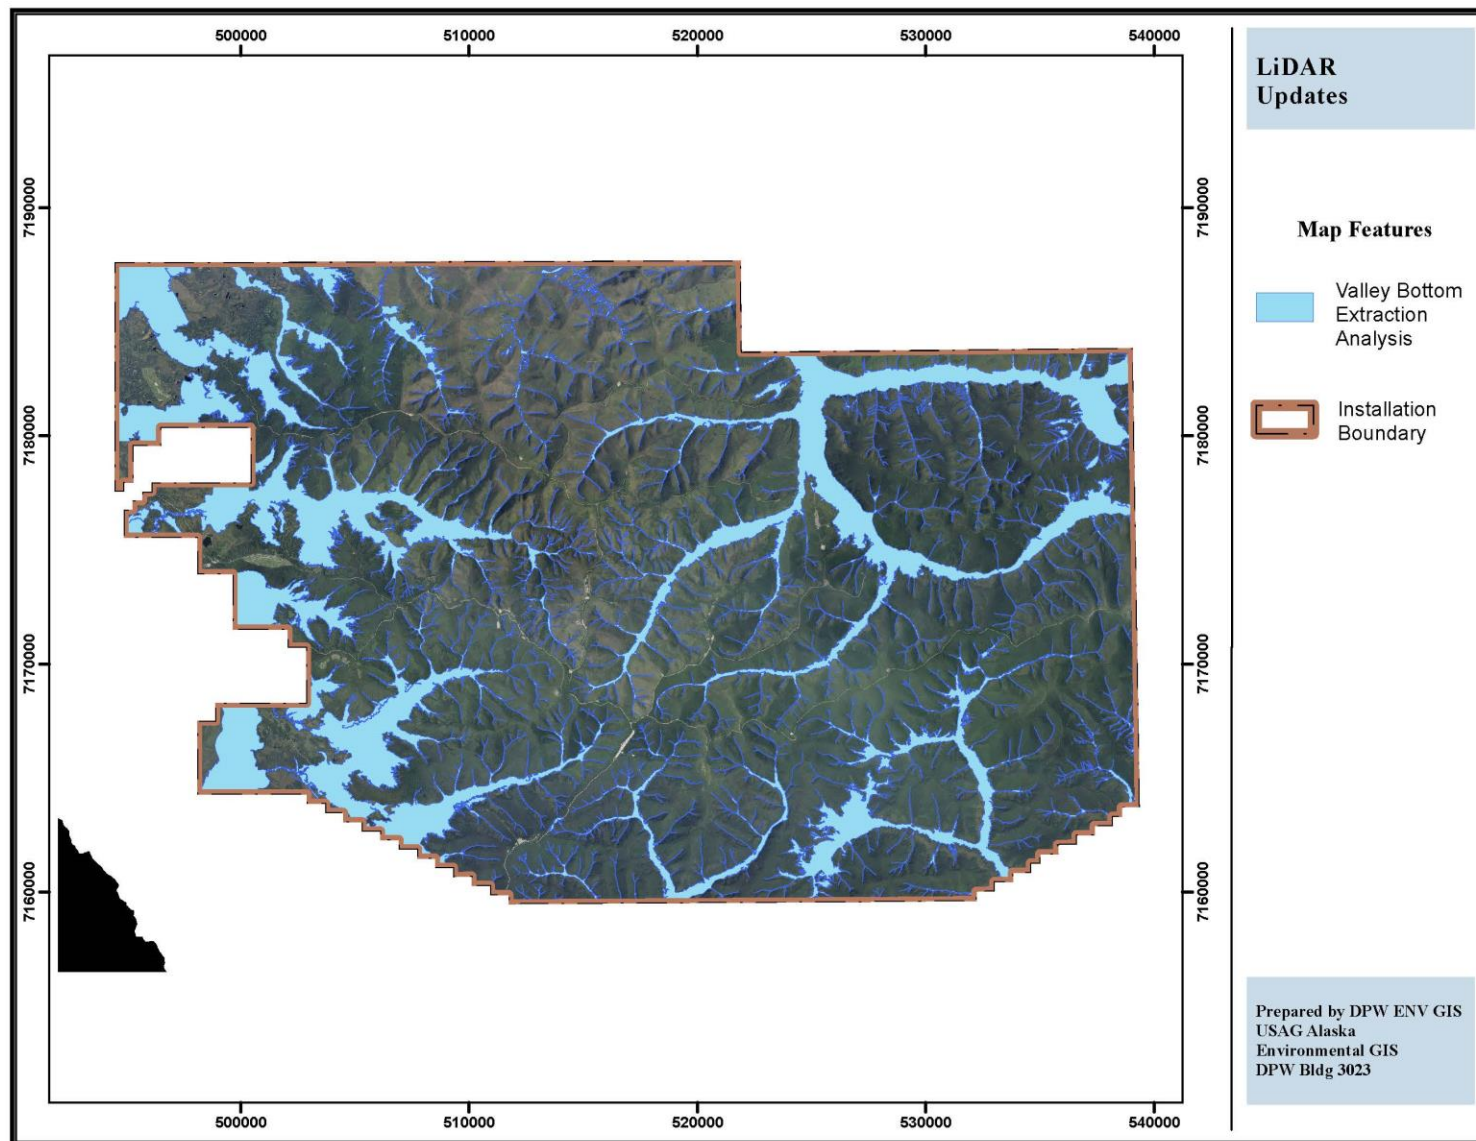 500000
510000
520000
530000
540000
LiDAR
Updates
7190000
7190000
Map Features
Valley Bottom
Extraction
Analysis
Installation
Boundary
7180000
7180000
7170000
7170000
7160000
7160000
Prepared by DPW ENV GIS
USAG Alaska
Environmental GIS
DPW Bldg 3023
500000
510000
520000
530000
540000